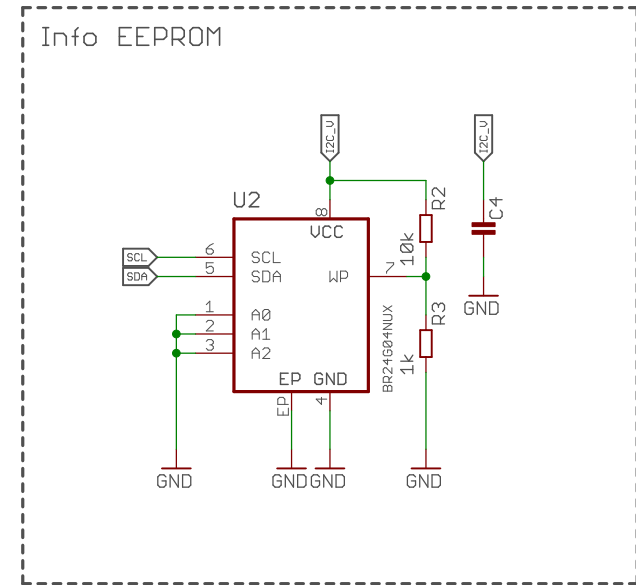 Info EEPROM
I2C_V
I2C_V
U2
R2
C4
8
VCC
10k
SCL
6
SCL
7
SDA
5
SDA
WP
GND
1
A0
R3
2
A1
BR24G04NUX
3
A2
1k
EP
GND
EP
4
GND
GND
GND
GND